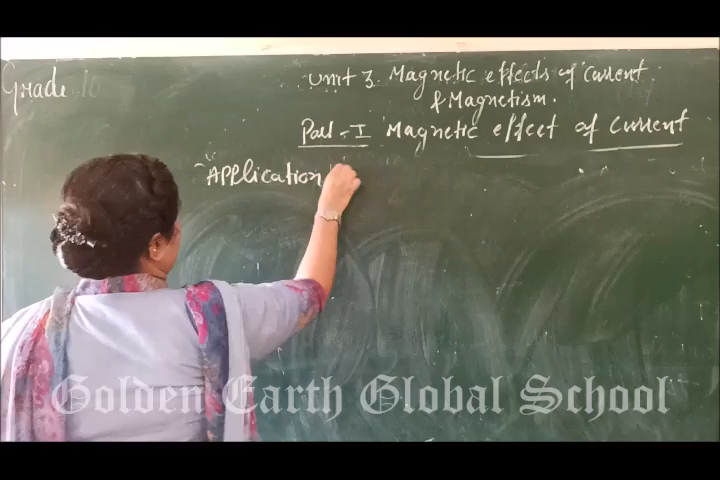 Grade 10
Unit 3. Magnetic effects of current
& Magnetism.
Part - I Magnetic effect of current
"Application
Golden Earth Global School